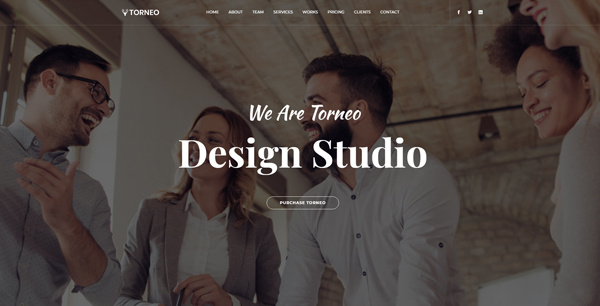 TORNEO
HOME ABOUT TEAM SERVICES WORKS PRICING CLIENTS CONTACT
We Are Torneo
Design Studio
PURCHASE TORNEO